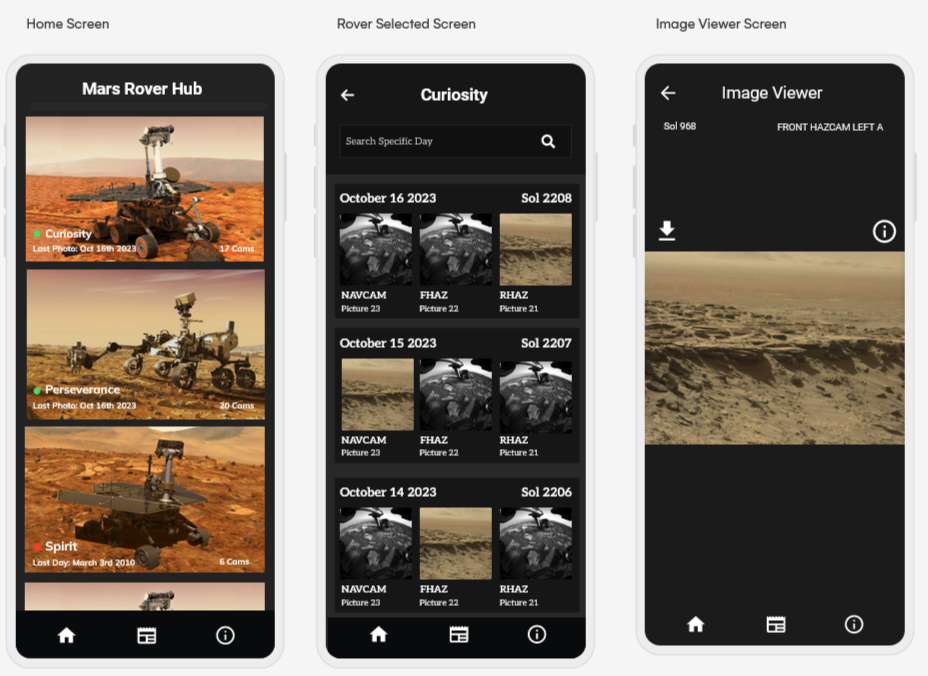 Home Screen
Rover Selected Screen
Image Viewer Screen
Mars Rover Hub
Curiosity
Last Photo: Oct 16th 2023
17 Cams
Perseverance
Last Photo: Oct 16th 2023
20 Cams
Spirit
Last Day: March 3rd 2010
6 Cams
Curiosity
Search Specific Day
October 16 2023
Sol 2208
NAVCAM
FHAZ
RHAZ
Picture 23
Picture 22
Picture 21
October 15 2023
Sol 2207
NAVCAM
FHAZ
RHAZ
Picture 23
Picture 22
Picture 21
October 14 2023
Sol 2206
NAVCAM
FHAZ
RHAZ
Picture 23
Picture 22
Picture 21
Image Viewer
Sol 968
FRONT HAZCAM LEFT A